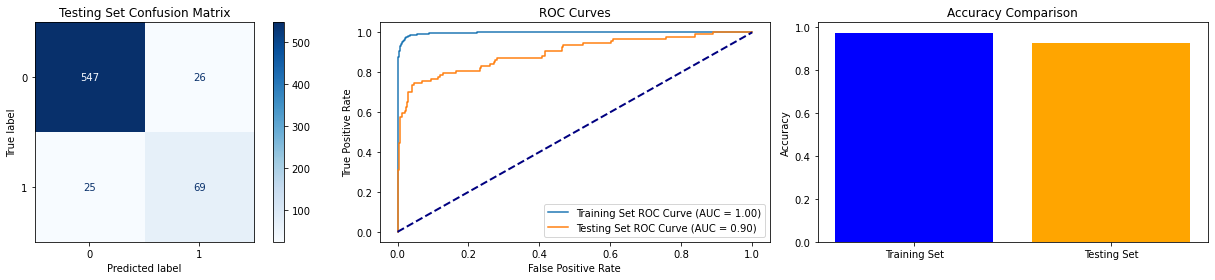 Testing Set Confusion Matrix
True label
0
1
547
26
25
69
0
1
Predicted label
500
400
300
200
100
ROC Curves
True Positive Rate
1.0
0.8
0.6
0.4
0.2
0.0
Training Set ROC Curve (AUC = 1.00)
Testing Set ROC Curve (AUC = 0.90)
0.0
0.2
0.4
0.6
0.8
1.0
False Positive Rate
Accuracy Comparison
Accuracy
1.0
0.8
0.6
0.4
0.2
0.0
Training Set
Testing Set